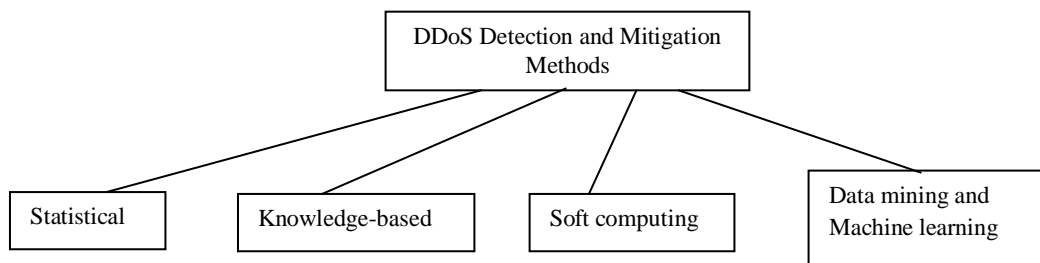 DDoS Detection and Mitigation
Methods
Statistical
Knowledge-based
Soft computing
Data mining and
Machine learning